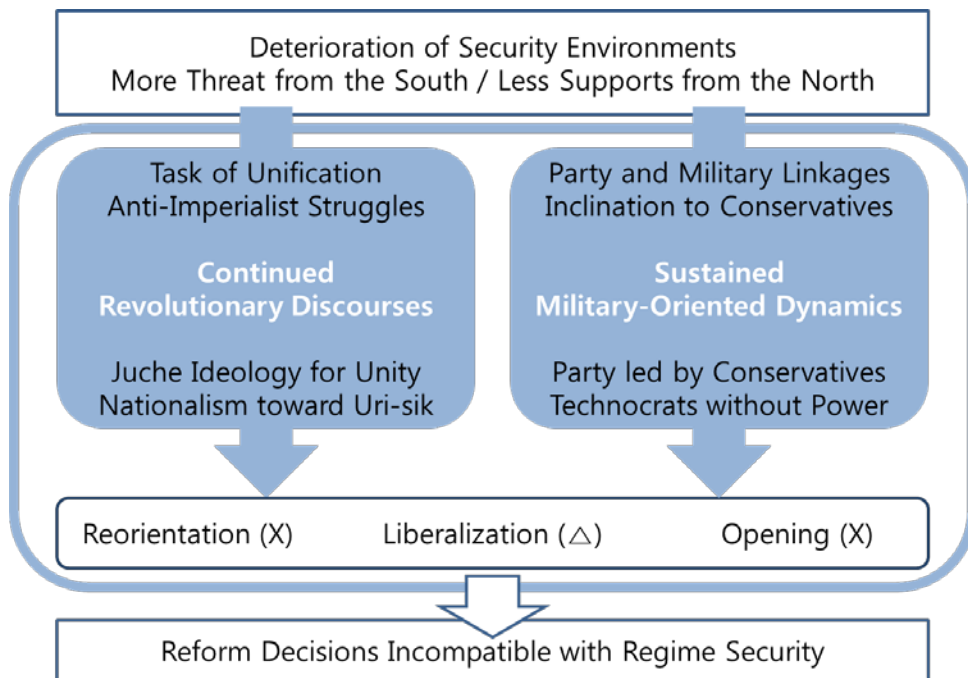 Deterioration of Security Environments
More Threat from the South / Less Supports from the North
Task of Unification
Anti-Imperialist Struggles
Continued
Revolutionary Discourses
Juche Ideology for Unity
Nationalism toward Uri-sik
Party and Military Linkages
Inclination to Conservatives
Sustained
Military-Oriented Dynamics
Party led by Conservatives
Technocrats without Power
Reorientation (X) Liberalization (△) Opening (X)
Reform Decisions Incompatible with Regime Security